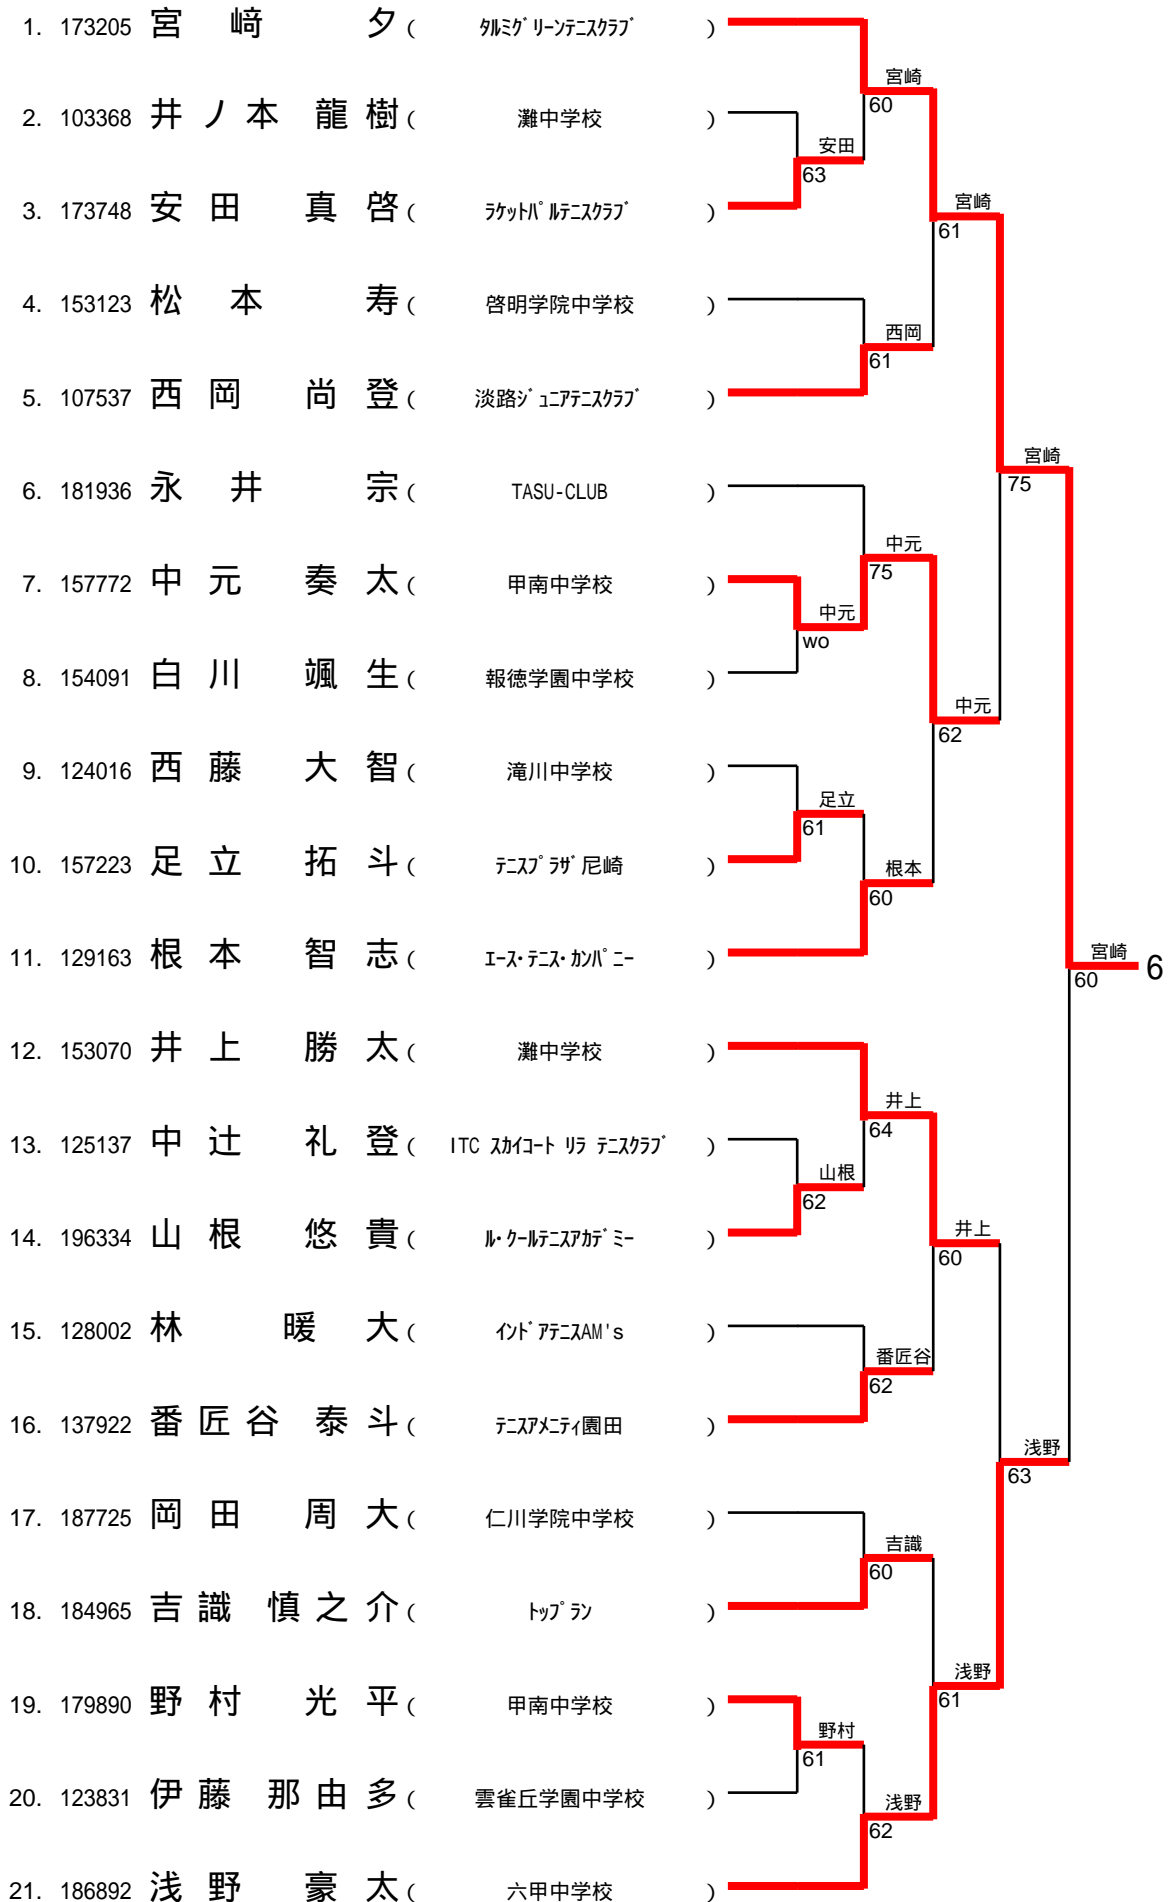 1. 173205 宮﨑 夕 ( ﾀﾙﾐｸﾞﾘｰﾝﾃﾆｽｸﾗﾌﾞ )
宮崎
60
2. 103368 井ノ本 龍樹 ( 灘中学校 )
安田
63
3. 173748 安田 真啓 ( ﾗｹｯﾄﾊﾟﾙﾃﾆｽｸﾗﾌﾞ )
宮崎
61
4. 153123 松本 寿 ( 啓明学院中学校 )
西岡
61
5. 107537 西岡 尚登 ( 淡路ｼﾞｭﾆｱﾃﾆｽｸﾗﾌﾞ )
宮崎
75
6. 181936 永井 宗 ( TASU-CLUB )
中元
75
7. 157772 中元 奏太 ( 甲南中学校 )
中元
wo
8. 154091 白川 颯生 ( 報徳学園中学校 )
中元
62
9. 124016 西藤 大智 ( 滝川中学校 )
足立
61
10. 157223 足立 拓斗 ( ﾃﾆｽﾌﾟﾗｻﾞ尼崎 )
根本
60
11. 129163 根本 智志 ( ｴｰｽ･ﾃﾆｽ･ｶﾝﾊﾟﾆｰ )
宮崎
60
6
12. 153070 井上 勝太 ( 灘中学校 )
井上
64
13. 125137 中辻 礼登 ( ITC ｽｶｲｺｰﾄ ﾘﾗ ﾃﾆｽｸﾗﾌﾞ )
山根
62
14. 196334 山根 悠貴 ( ﾙ･ｸｰﾙﾃﾆｽｱｶﾃﾞﾐｰ )
井上
60
15. 128002 林 暖大 ( ｲﾝﾄﾞｱﾃﾆｽAM's )
番匠谷
62
16. 137922 番匠谷 泰斗 ( ﾃﾆｽｱﾒﾆﾃｨ園田 )
浅野
63
17. 187725 岡田 周大 ( 仁川学院中学校 )
吉識
60
18. 184965 吉識 慎之介 ( ﾄｯﾌﾟﾗﾝ )
浅野
61
19. 179890 野村 光平 ( 甲南中学校 )
野村
61
20. 123831 伊藤 那由多 ( 雲雀丘学園中学校 )
浅野
62
21. 186892 浅野 豪太 ( 六甲中学校 )